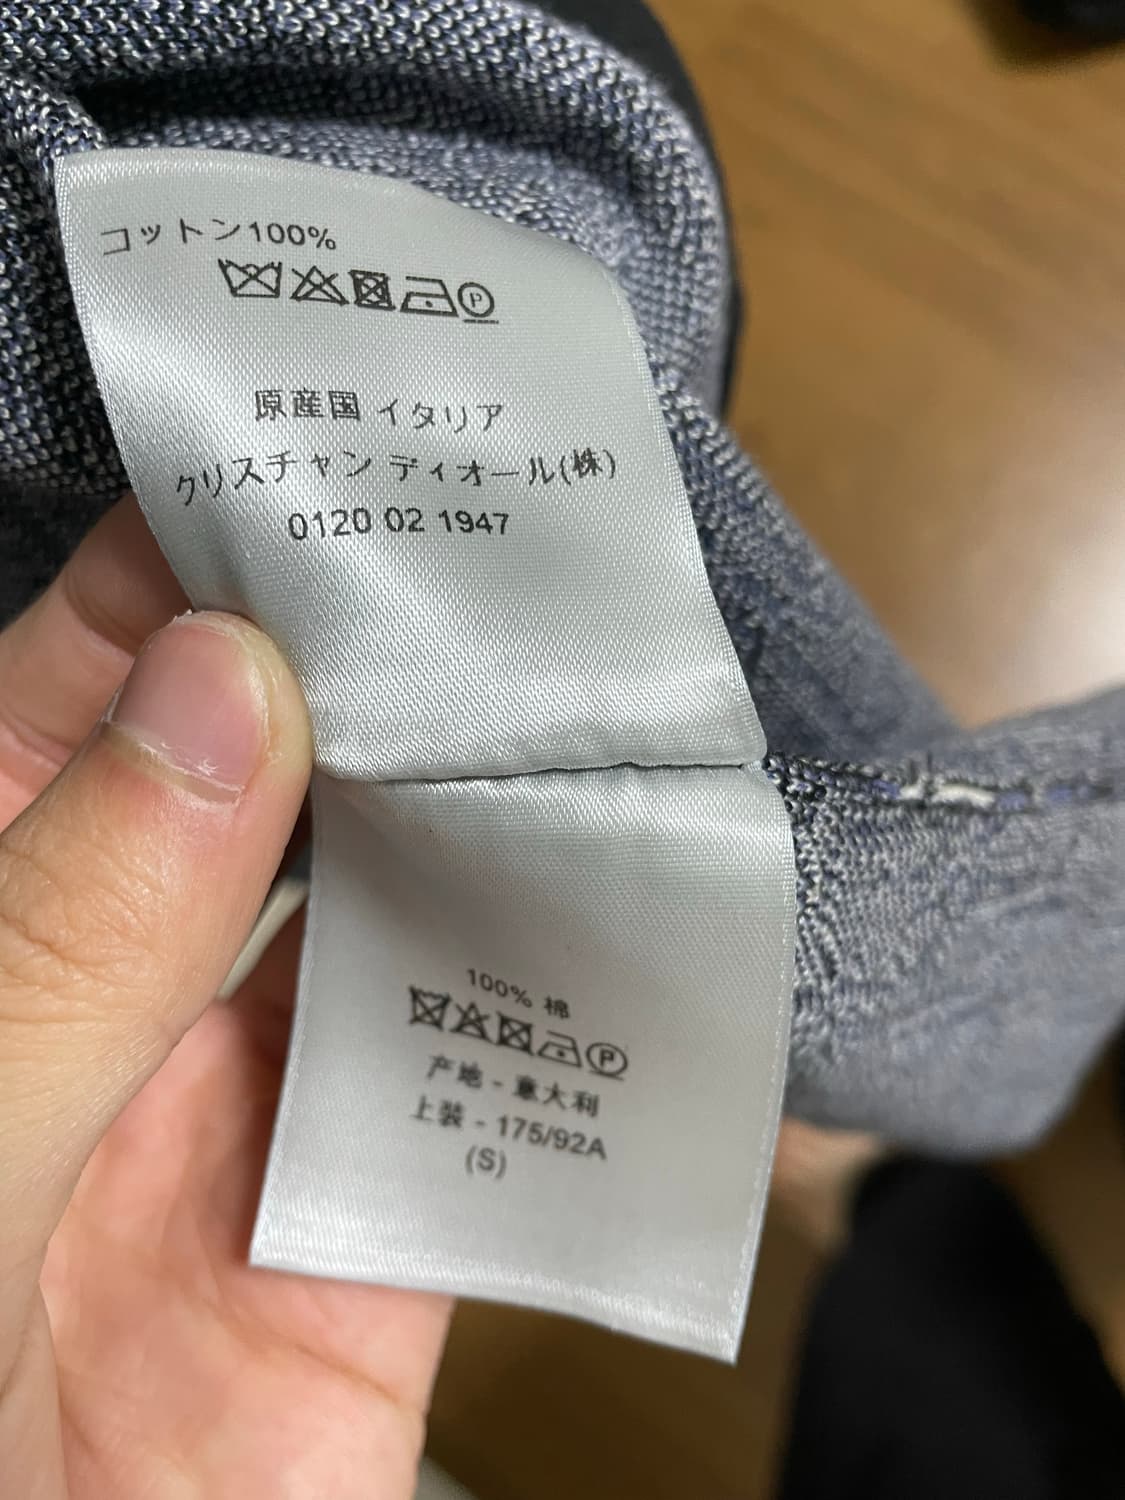 コットン100%
P
原産国 イタリア
クリスチャン ディオール(株)
0120 02 1947
100% 棉
P
产地 - 意大利
上装 - 175/92A
(S)